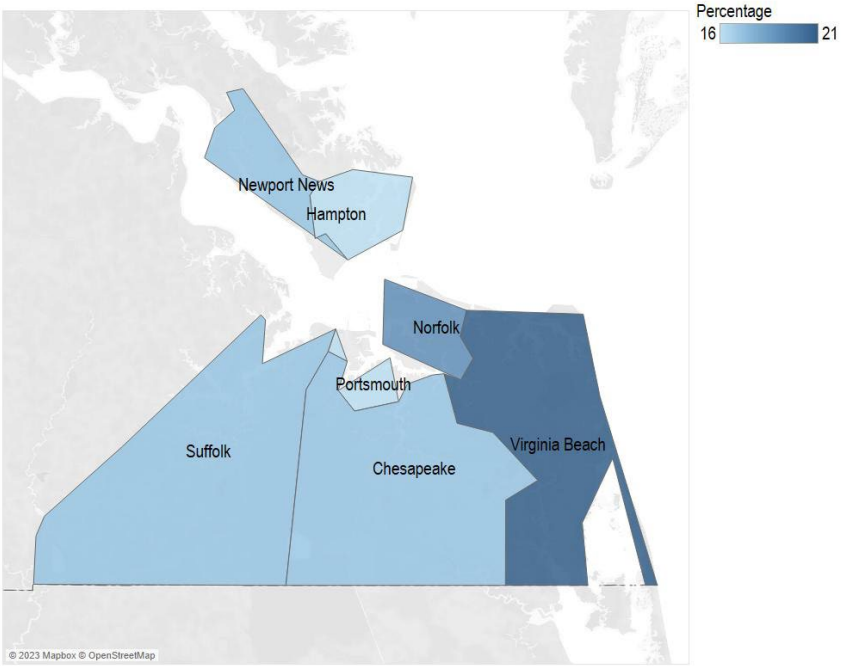 Percentage
16 21
Newport News
Hampton
Norfolk
Portsmouth
Virginia Beach
Suffolk
Chesapeake
© 2023 Mapbox © OpenStreetMap